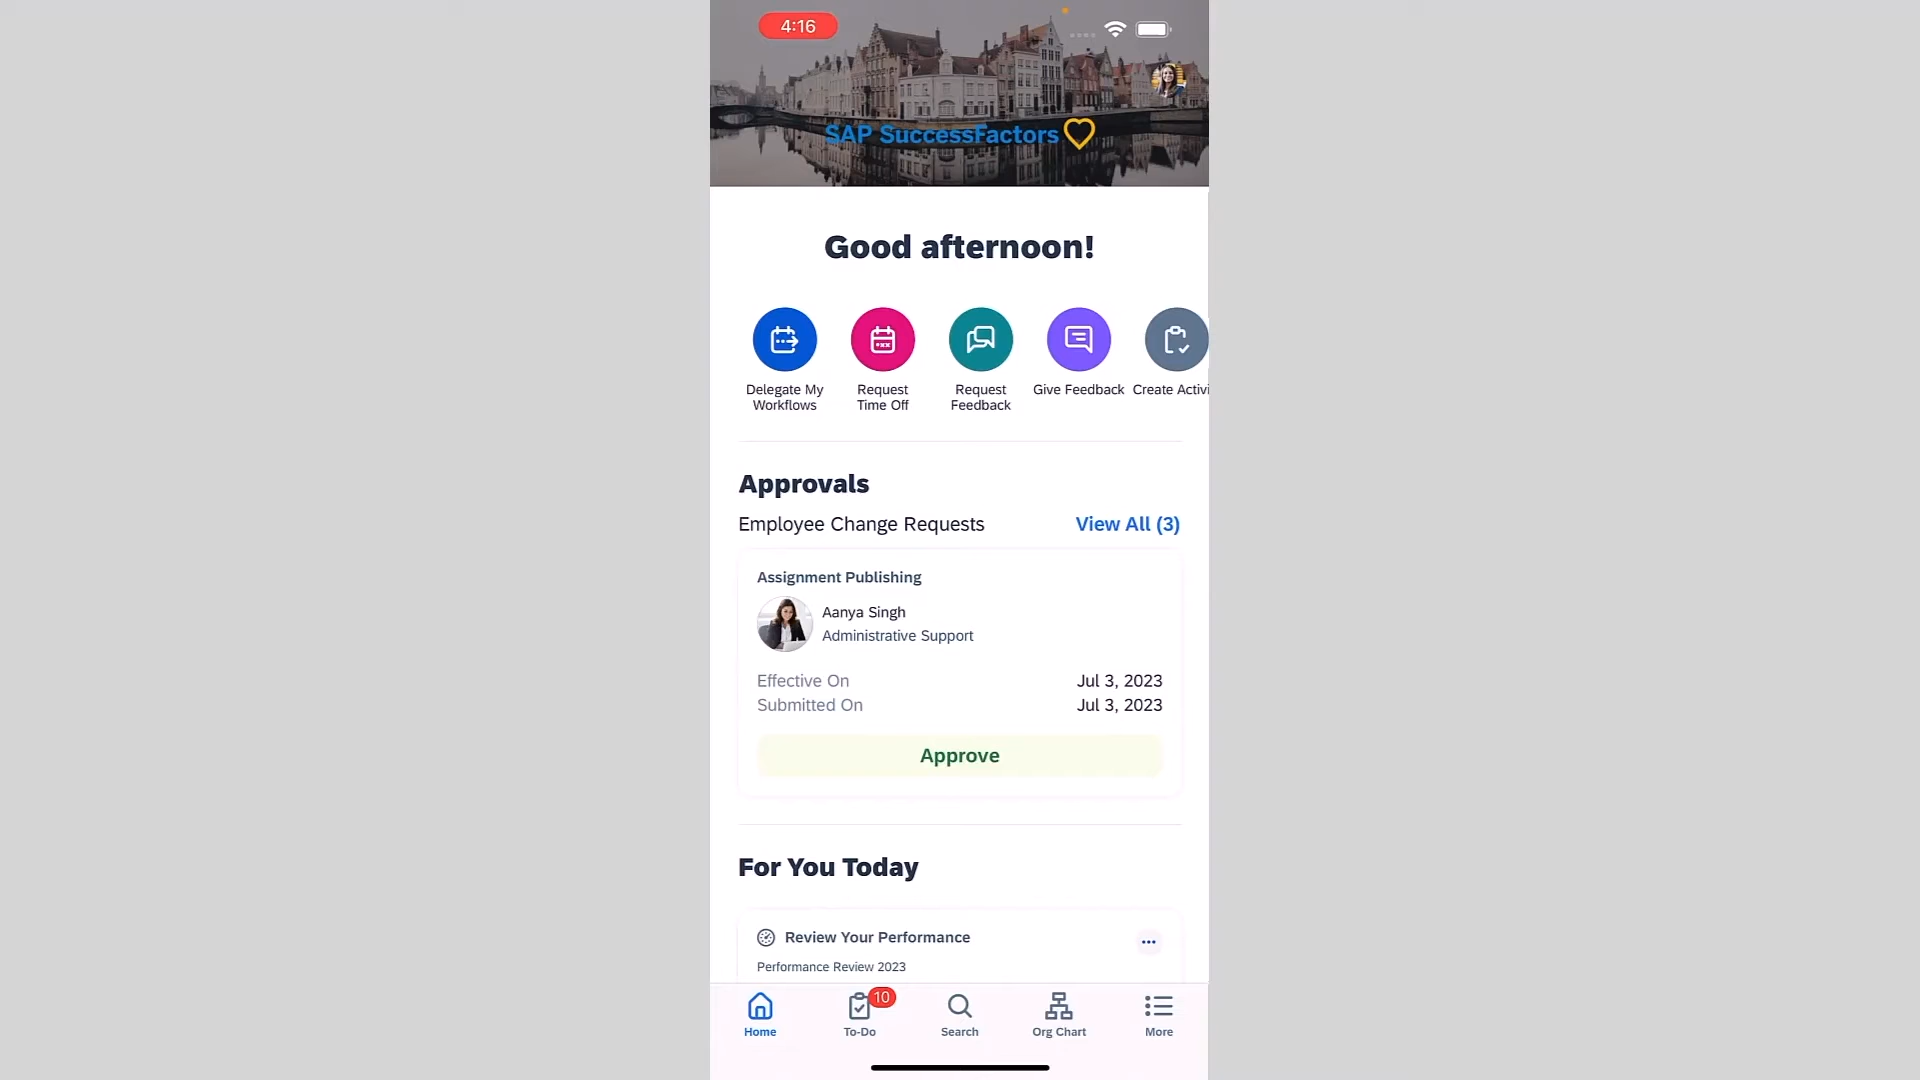 4:16
SAP SuccessFactors
Good afternoon!
Delegate My
Workflows
Request
Time Off
Request
Feedback
Give Feedback
Create Activi
Approvals
Employee Change Requests
View All (3)
Assignment Publishing
Aanya Singh
Administrative Support
Effective On
Jul 3, 2023
Submitted On
Jul 3, 2023
Approve
For You Today
Review Your Performance
Performance Review 2023
10
Home
To-Do
Search
Org Chart
More